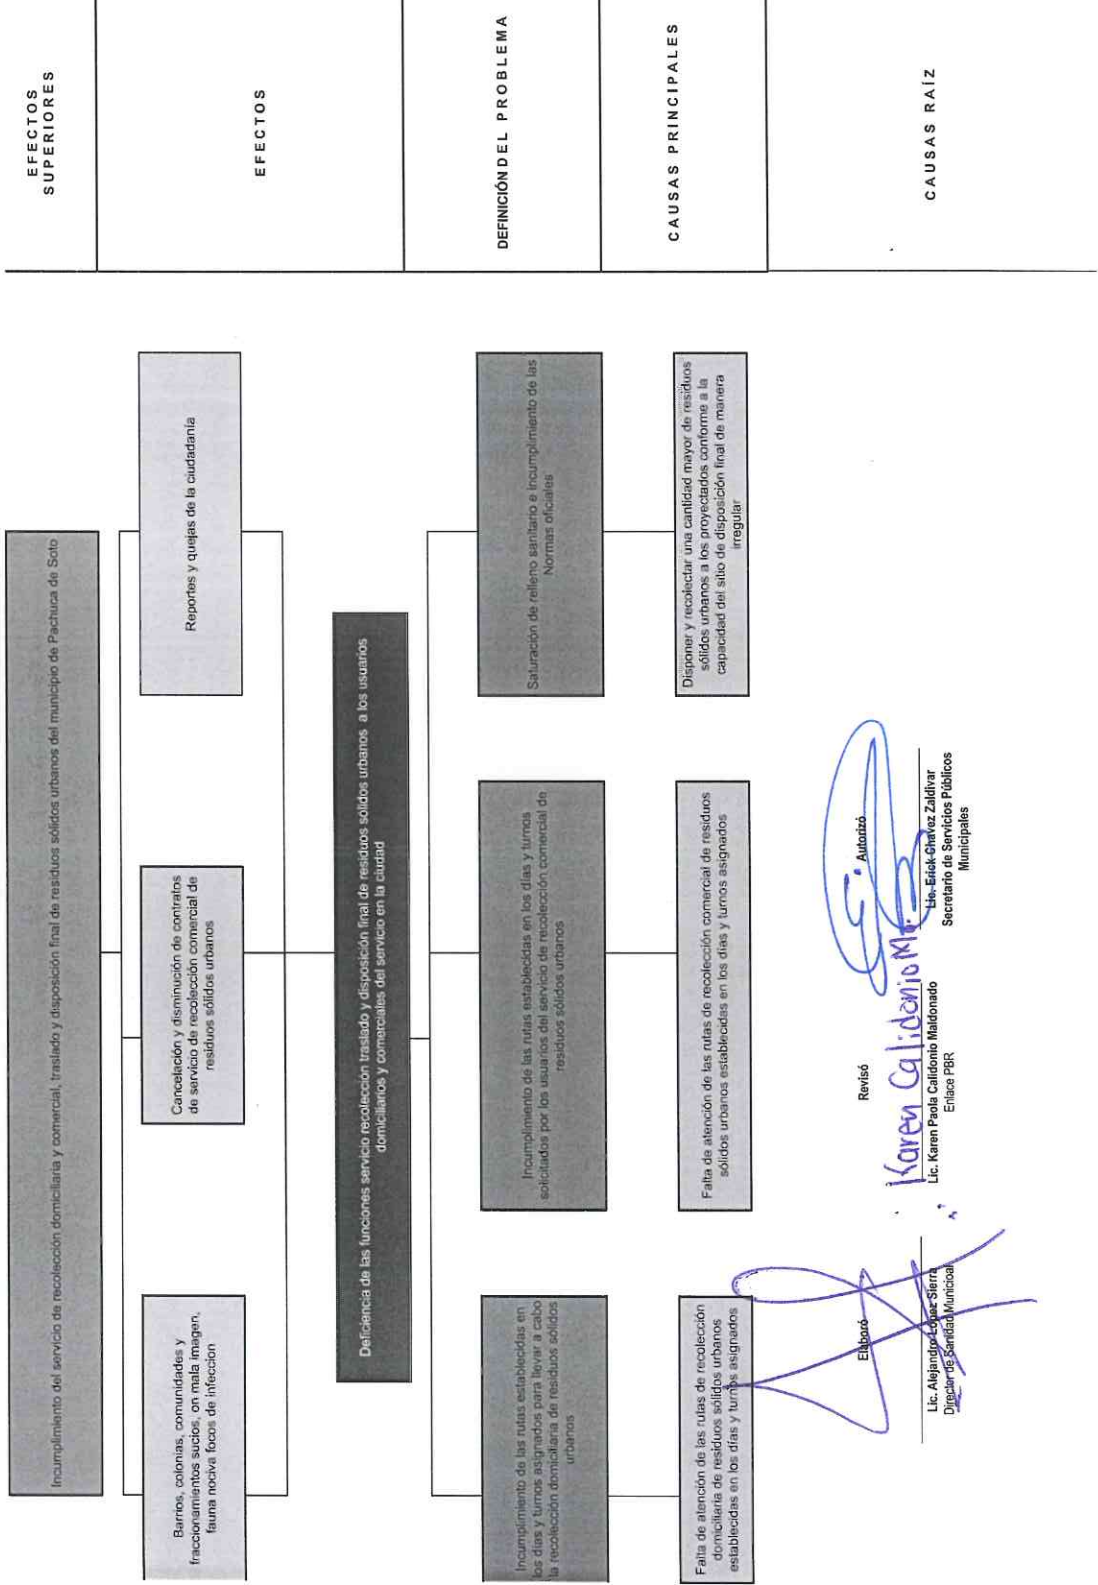 EFECTOS
SUPERIORES
Incumplimiento del servicio de recolección domiciliaria y comercial, traslado y disposición final de residuos sólidos urbanos del municipio de Pachuca de Soto
EFECTOS
Barrios, colonias, comunidades y
fraccionamientos sucios, on mala imagen,
fauna nociva focos de infeccion
Cancelación y disminución de contratos
de servicio de recolección comercial de
residuos sólidos urbanos
Reportes y quejas de la ciudadanía
Deficiencia de las funciones servicio recolección traslado y disposición final de residuos sólidos urbanos a los usuarios
domiciliarios y comerciales del servicio en la ciudad
DEFINICIÓN DEL PROBLEMA
Incumplimiento de las rutas establecidas en
los días y turnos asignados para llevar a cabo
la recolección domiciliaria de residuos sólidos
urbanos
Incumplimiento de las rutas establecidas en los días y turnos
solicitados por los usuarios del servicio de recolección comercial de
residuos sólidos urbanos
Saturación de relleno sanitario e incumplimiento de las
Normas oficiales
CAUSAS PRINCIPALES
Falta de atención de las rutas de recolección
domiciliaria de residuos sólidos urbanos
establecidas en los días y turnos asignados
Falta de atención de las rutas de recolección comercial de residuos
sólidos urbanos establecidas en los días y turnos asignados
Disponer y recolectar una cantidad mayor de residuos
sólidos urbanos a los proyectados conforme a la
capacidad del sitio de disposición final de manera
irregular
CAUSAS RAÍZ
Elaboró
Lic. Alejandro López Sierra
Director de Sanidad Municipal
Revisó
Karen Calidonio M.
Lic. Karen Paola Calidonio Maldonado
Enlace PBR
Autorizó
Lic. Erick Chavez Zaldivar
Secretario de Servicios Públicos
Municipales